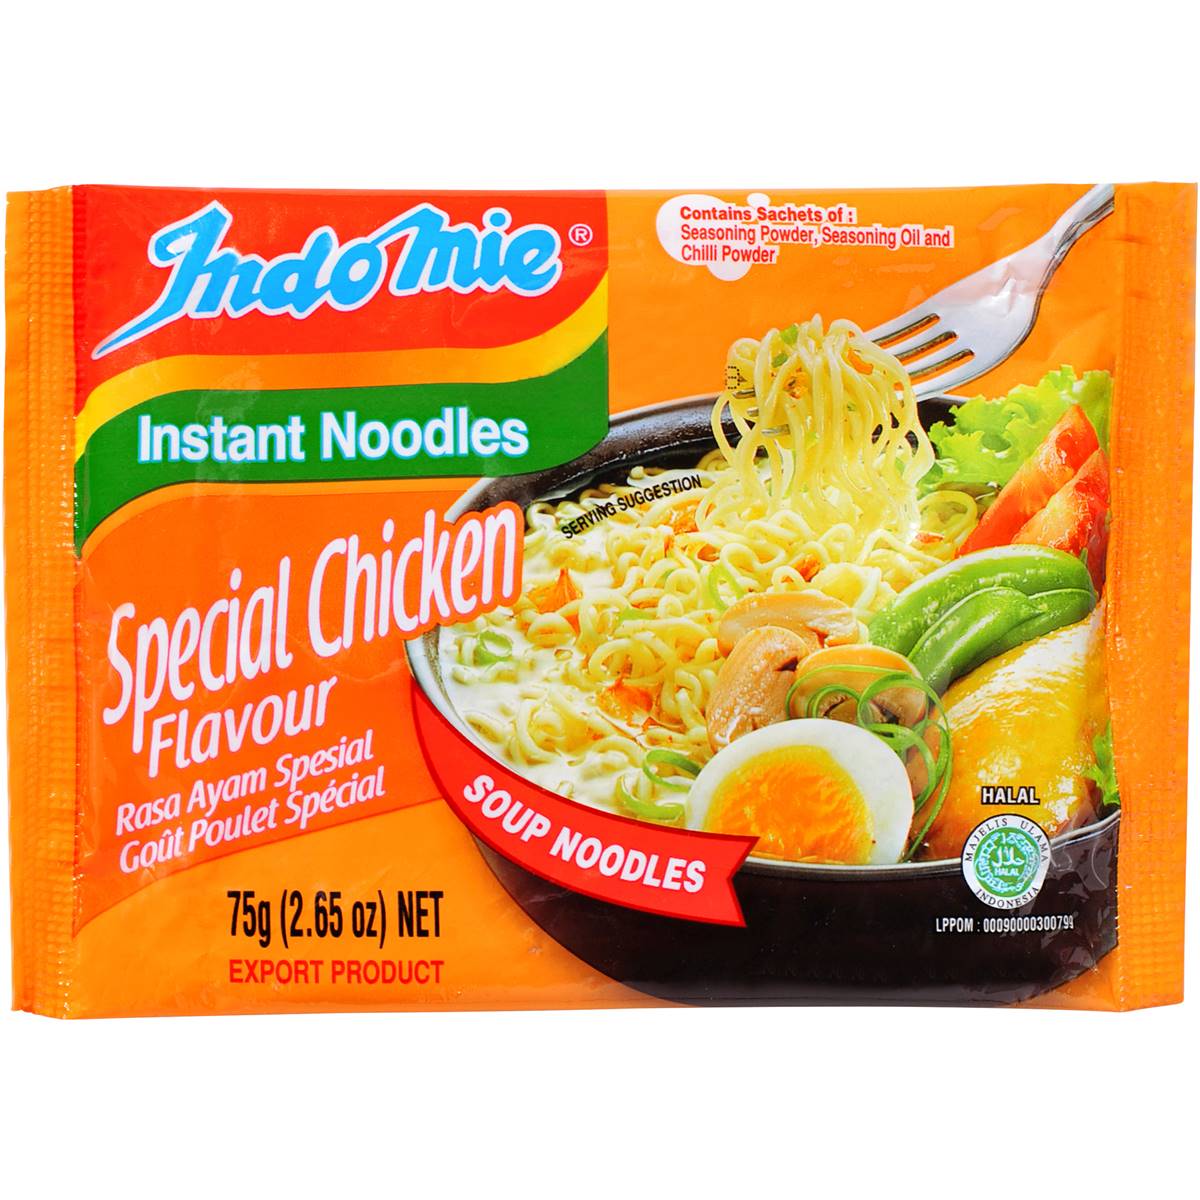 Indomie®
Instant Noodles
Special Chicken
Flavour
Rasa Ayam Spesial
Goût Poulet Spécial
75g (2.65 oz) NET
EXPORT PRODUCT
Contains Sachets of :
Seasoning Powder, Seasoning Oil and
Chilli Powder
SERVING SUGGESTION
SOUP NOODLES
HALAL
MAJELIS ULAMA
حلال
HALAL
INDONESIA
LPPOM : 00090000300799